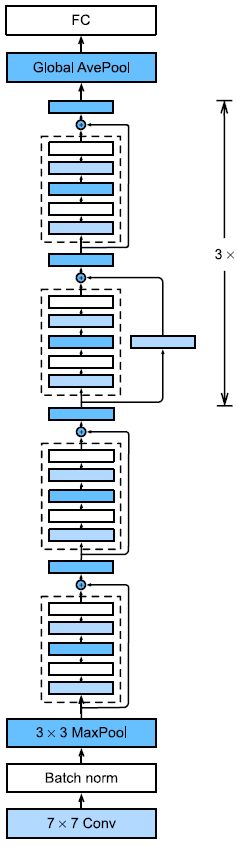 FC
Global AvePool
+
+
3 ×
+
+
3 × 3 MaxPool
Batch norm
7 × 7 Conv